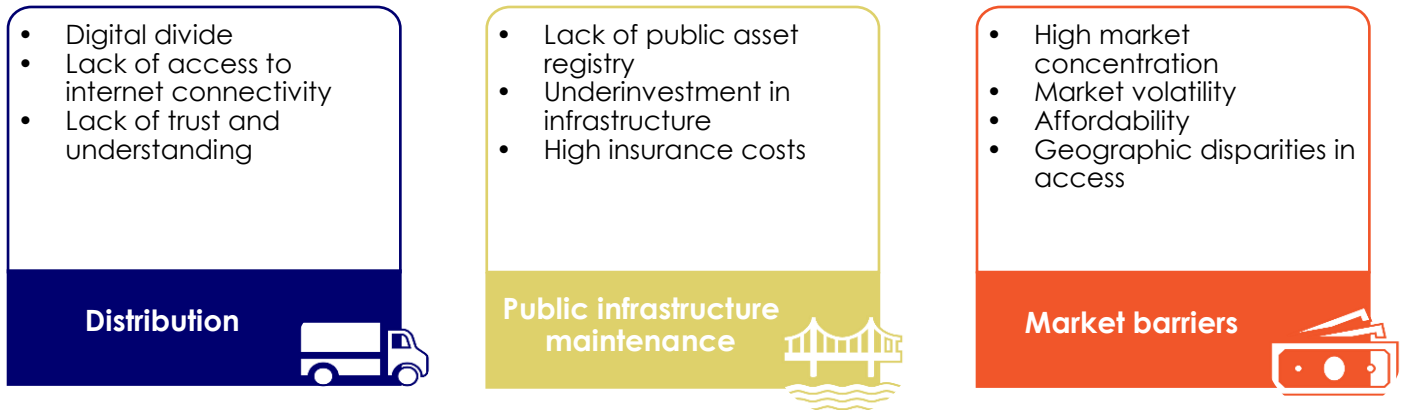 • Digital divide
• Lack of access to
internet connectivity
• Lack of trust and
understanding
Distribution
• Lack of public asset
registry
• Underinvestment in
infrastructure
• High insurance costs
Public infrastructure
maintenance
• High market
concentration
• Market volatility
• Affordability
• Geographic disparities in
access
Market barriers